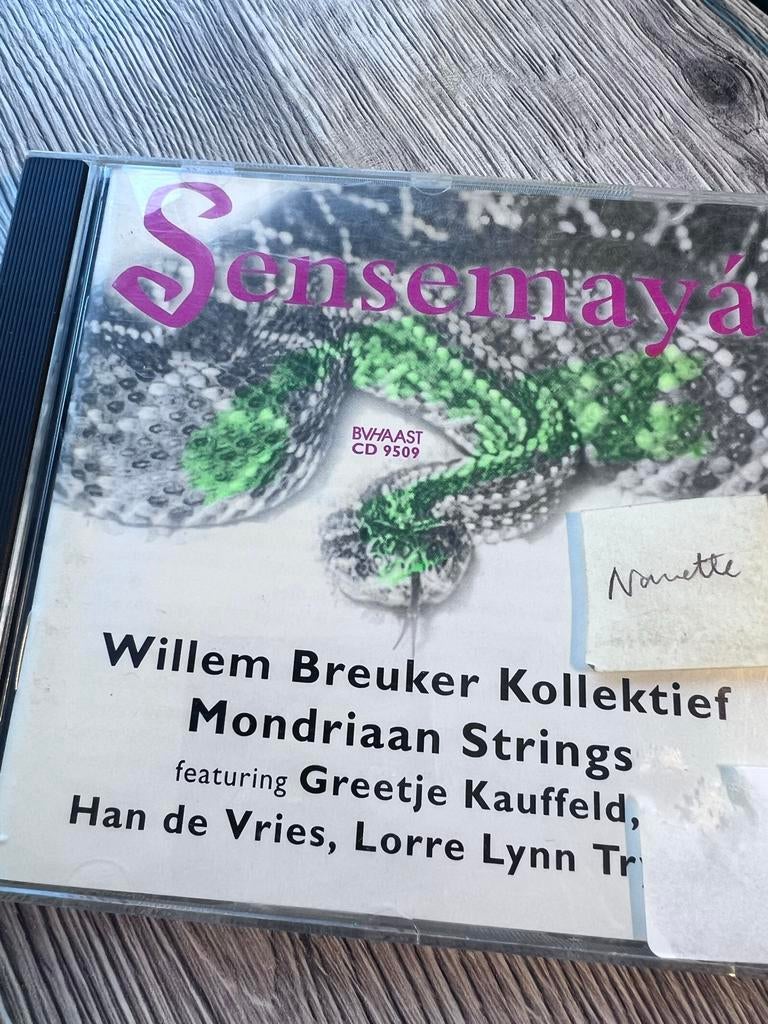 Sensemayá
BVHAAST
CD 9509
Nanette
Willem Breuker Kollektief
Mondriaan Strings
featuring Greetje Kauffeld,
Han de Vries, Lorre Lynn